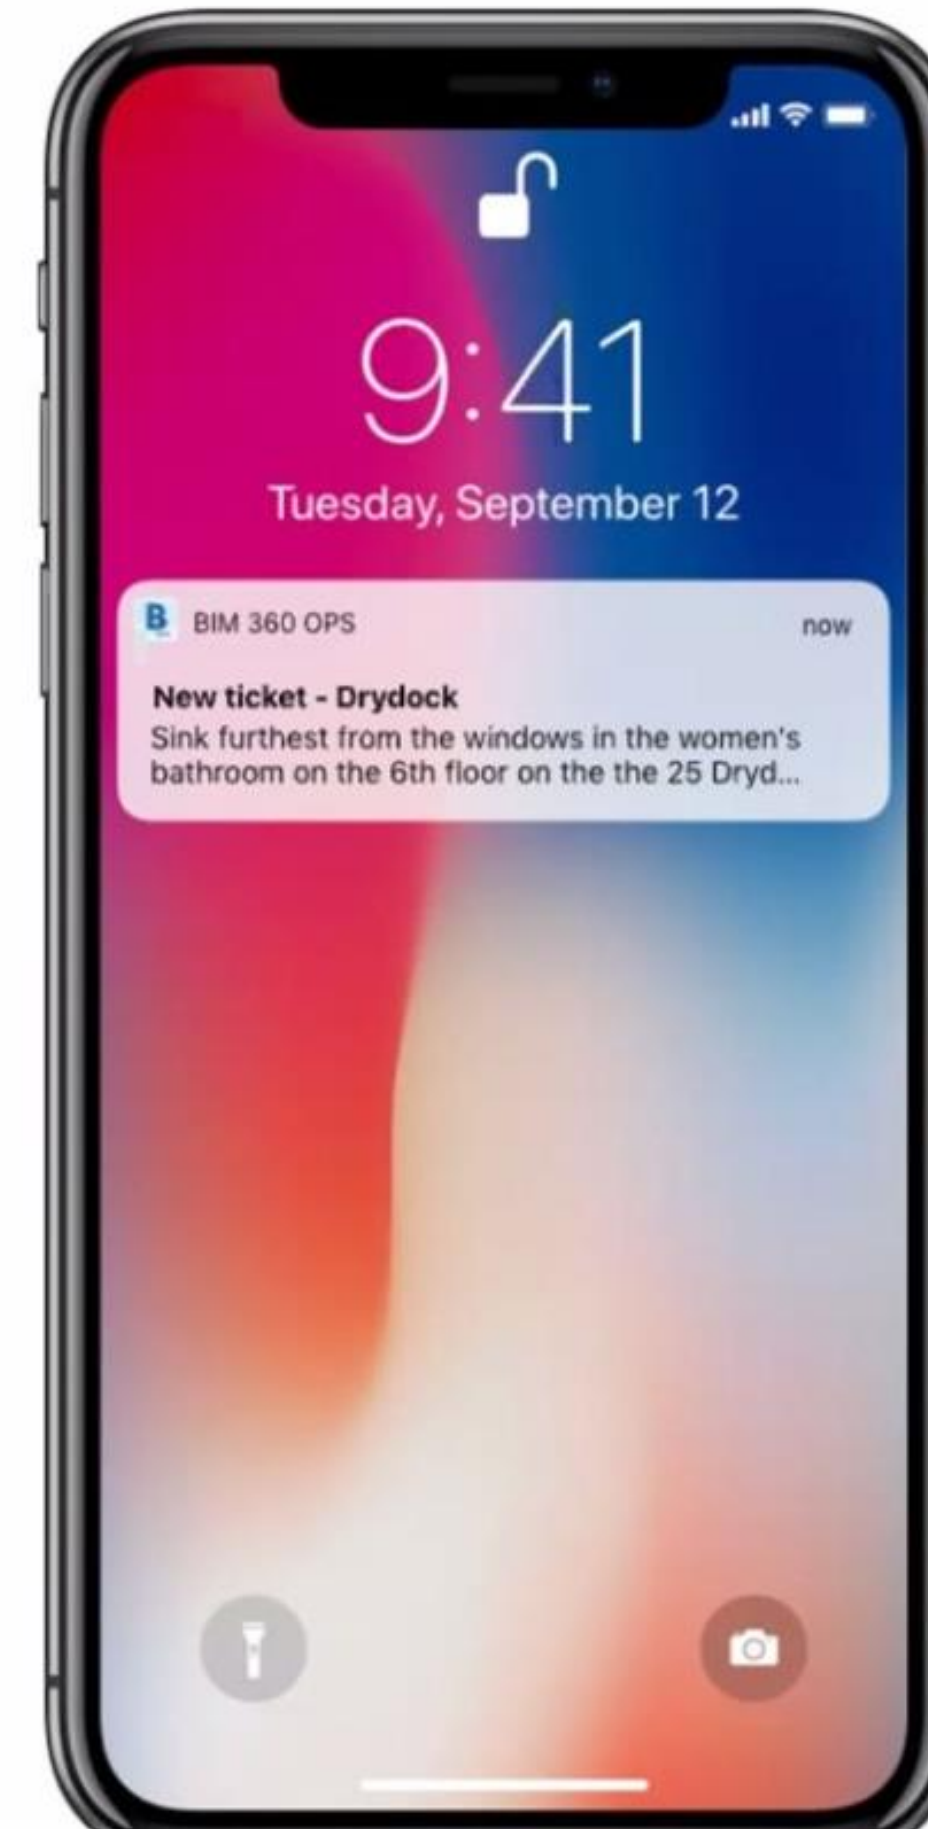 9:41
Tuesday, September 12
B BIM 360 OPS now
New ticket - Drydock
Sink furthest from the windows in the women's
bathroom on the 6th floor on the the 25 Dryd...